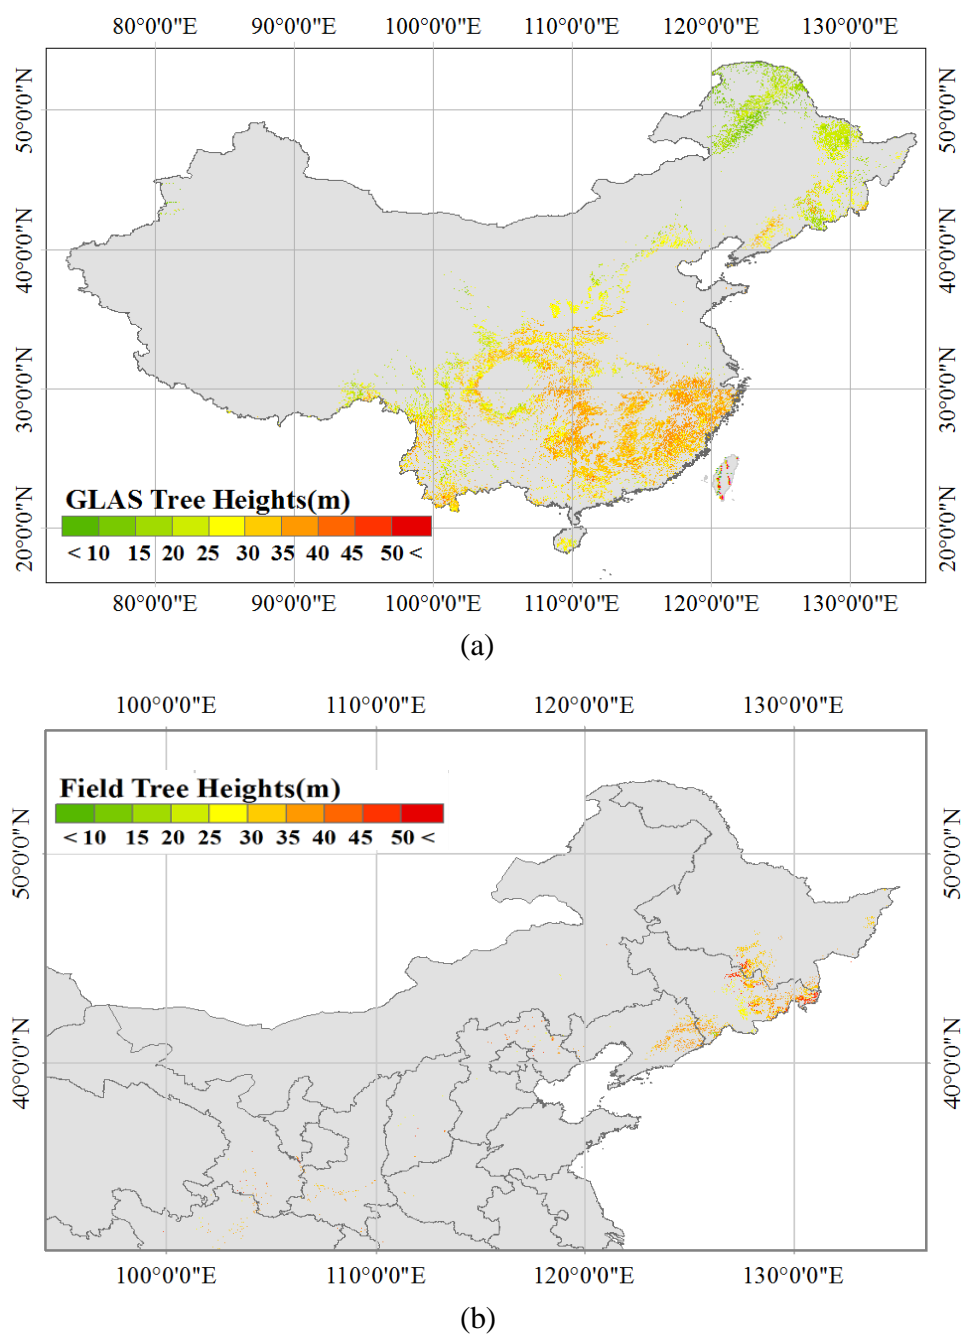 80°0'0"E 90°0'0"E 100°0'0"E 110°0'0"E 120°0'0"E 130°0'0"E
50°0'0"N 50°0'0"N
40°0'0"N 40°0'0"N
30°0'0"N 30°0'0"N
20°0'0"N 20°0'0"N
GLAS Tree Heights(m)
< 10 15 20 25 30 35 40 45 50 <
80°0'0"E 90°0'0"E 100°0'0"E 110°0'0"E 120°0'0"E 130°0'0"E
(a)
100°0'0"E 110°0'0"E 120°0'0"E 130°0'0"E
Field Tree Heights(m)
< 10 15 20 25 30 35 40 45 50 <
50°0'0"N 50°0'0"N
40°0'0"N 40°0'0"N
100°0'0"E 110°0'0"E 120°0'0"E 130°0'0"E
(b)